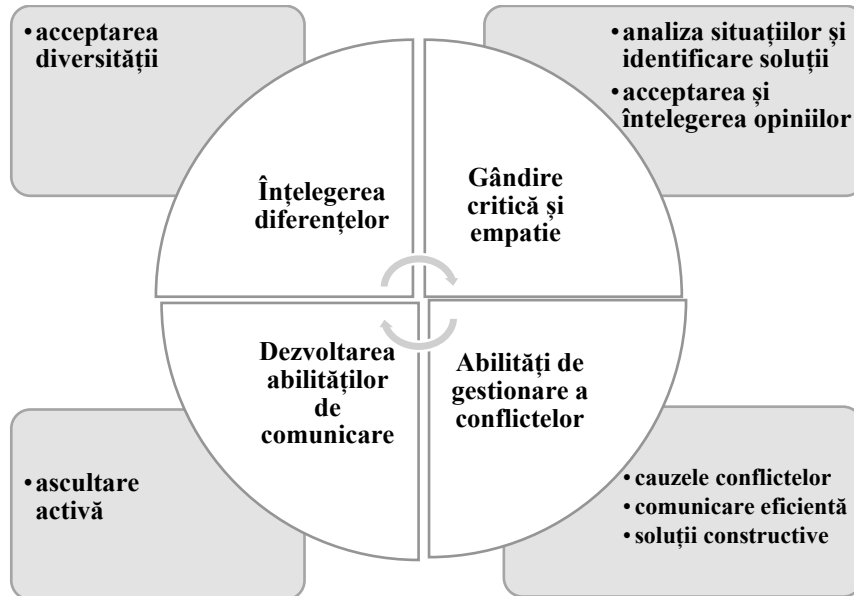 • acceptarea
diversității
• analiza situațiilor și
identificare soluții
• acceptarea și
întelegerea opiniilor
Înțelegerea
diferențelor
Gândire
critică și
empatie
Dezvoltarea
abilităților
de
comunicare
Abilități de
gestionare a
conflictelor
• ascultare
activă
• cauzele conflictelor
• comunicare eficientă
• soluții constructive